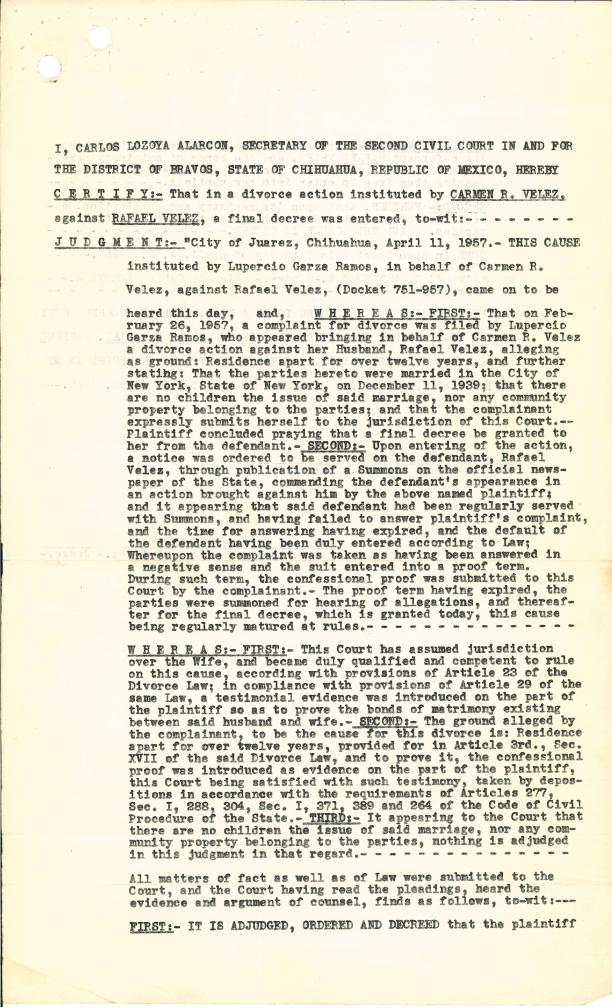 I, CARLOS LOZOYA ALARCON, SECRETARY OF THE SECOND CIVIL COURT IN AND FOR
THE DISTRICT OF BRAVOS, STATE OF CHIHUAHUA, REPUBLIC OF MEXICO, HEREBY
C E R T I F Y:- That in a divorce action instituted by CARMEN R. VELEZ,
against RAFAEL VELEZ, a final decree was entered, to-wit:- - - - - - - -
J U D G M E N T:- "City of Juarez, Chihuahua, April 11, 1957.- THIS CAUSE
instituted by Lupercio Garza Ramos, in behalf of Carmen R.
Velez, against Rafael Velez, (Docket 751-957), came on to be
heard this day, and, W H E R E A S:- FIRST:- That on Feb-
ruary 26, 1957, a complaint for divorce was filed by Lupercio
Garza Ramos, who appeared bringing in behalf of Carmen R. Velez
a divorce action against her Husband, Rafael Velez, alleging
as ground: Residence apart for over twelve years, and further
stating: That the parties hereto were married in the City of
New York, State of New York, on December 11, 1939; that there
are no children the issue of said marriage, nor any community
property belonging to the parties; and that the complainant
expressly submits herself to the jurisdiction of this Court.--
Plaintiff concluded praying that a final decree be granted to
her from the defendant.- SECOND:- Upon entering of the action,
a notice was ordered to be served on the defendant, Rafael
Velez, through publication of a Summons on the official news-
paper of the State, commanding the defendant's appearance in
an action brought against him by the above named plaintiff;
and it appearing that said defendant had been regularly served
with Summons, and having failed to answer plaintiff's complaint,
and the time for answering having expired, and the default of
the defendant having been duly entered according to Law;
Whereupon the complaint was taken as having been answered in
a negative sense and the suit entered into a proof term.
During such term, the confessional proof was submitted to this
Court by the complainant.- The proof term having expired, the
parties were summoned for hearing of allegations, and thereaf-
ter for the final decree, which is granted today, this cause
being regularly matured at rules.- - - - - - - - - - - - - - -
W H E R E A S:- FIRST:- This Court has assumed jurisdiction
over the Wife, and became duly qualified and competent to rule
on this cause, according with provisions of Article 23 of the
Divorce Law; in compliance with provisions of Article 29 of the
same Law, a testimonial evidence was introduced on the part of
the plaintiff so as to prove the bonds of matrimony existing
between said husband and wife.- SECOND:- The ground alleged by
the complainant, to be the cause for this divorce is: Residence
apart for over twelve years, provided for in Article 3rd., Sec.
XVII of the said Divorce Law, and to prove it, the confessional
proof was introduced as evidence on the part of the plaintiff,
this Court being satisfied with such testimony, taken by depos-
itions in accordance with the requirements of Articles 277,
Sec. I, 288, 304, Sec. I, 371, 389 and 264 of the Code of Civil
Procedure of the State.- THIRD:- It appearing to the Court that
there are no children the issue of said marriage, nor any com-
munity property belonging to the parties, nothing is adjudged
in this judgment in that regard.- - - - - - - - - - - - - - -
All matters of fact as well as of Law were submitted to the
Court, and the Court having read the pleadings, heard the
evidence and argument of counsel, finds as follows, to-wit:---
FIRST:- IT IS ADJUDGED, ORDERED AND DECREED that the plaintiff